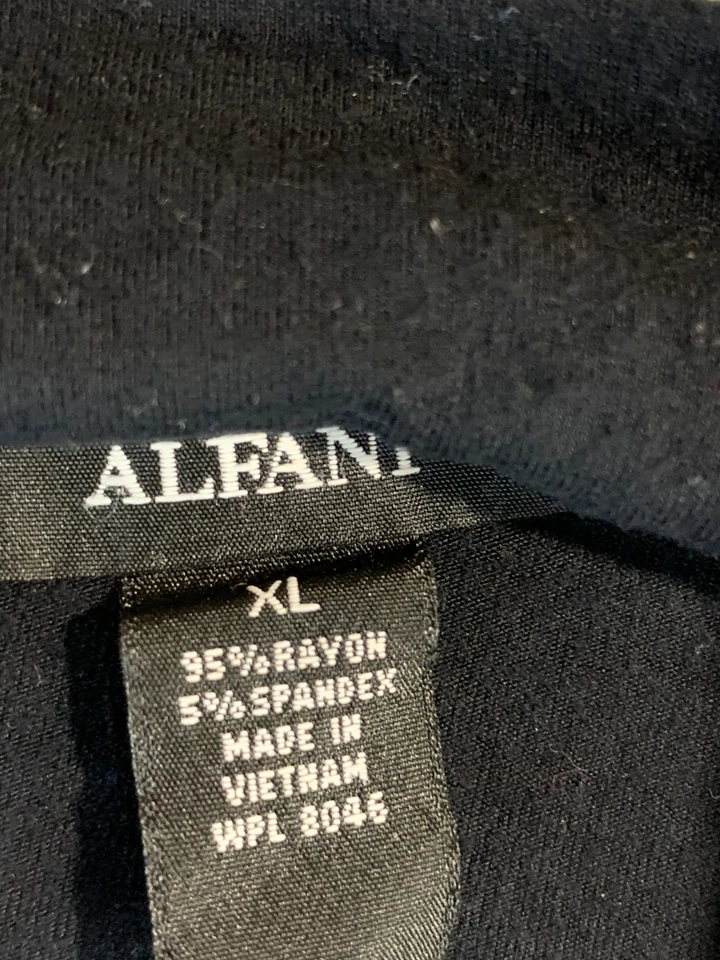 ALFANI
XL
95% RAYON
5% SPANDEX
MADE IN
VIETNAM
WPL 8046